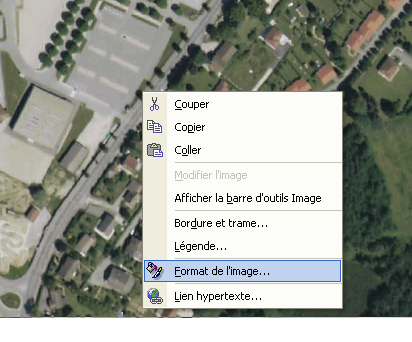 Couper
Copier
Coller
Modifier l'image
Afficher la barre d'outils Image
Bordure et trame...
Légende...
Format de l'image...
Lien hypertexte...